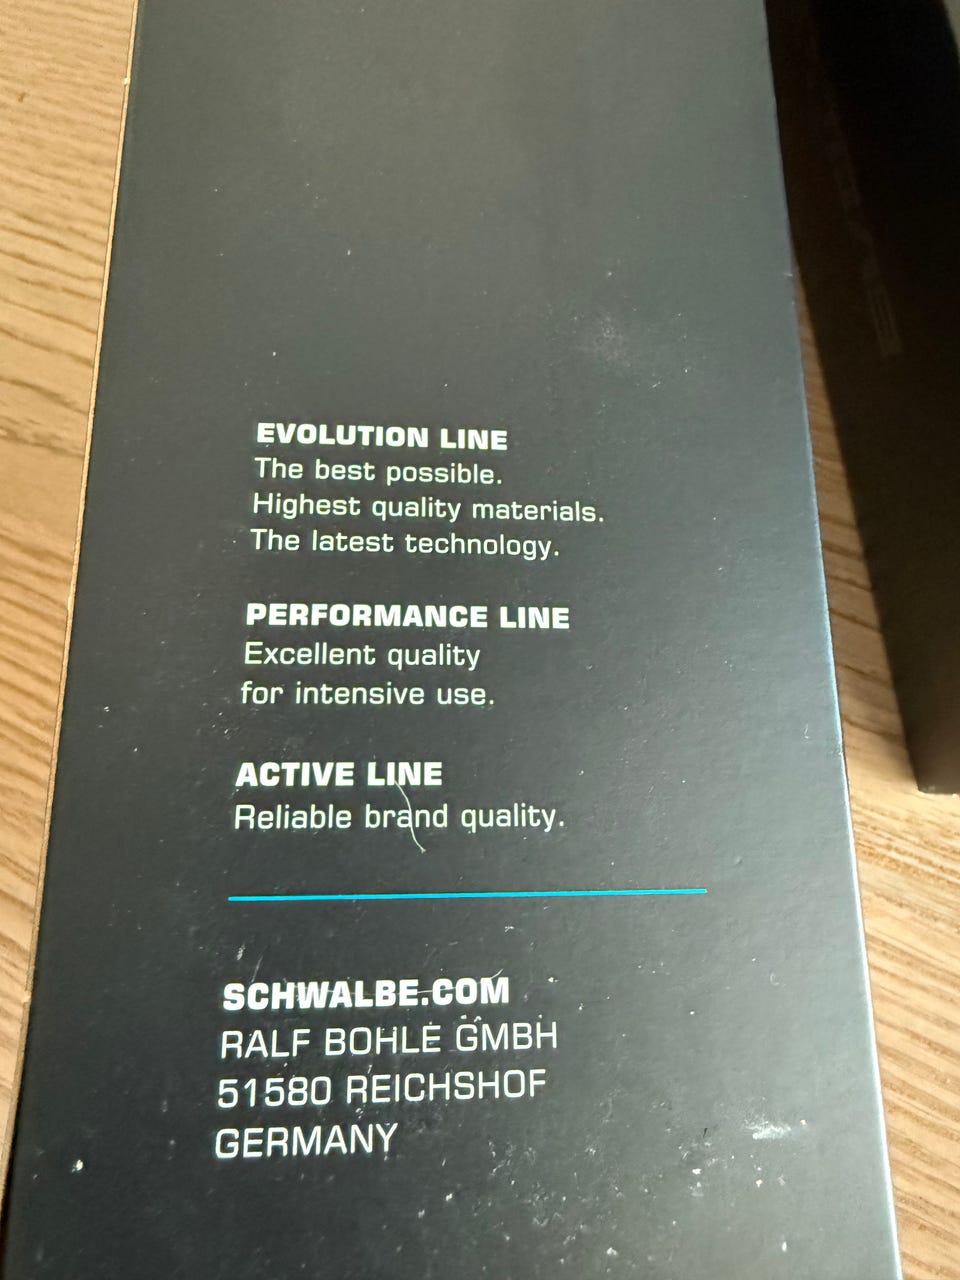 EVOLUTION LINE
The best possible.
Highest quality materials.
The latest technology.
PERFORMANCE LINE
Excellent quality
for intensive use.
ACTIVE LINE
Reliable brand quality.
SCHWALBE.COM
RALF BOHLE GMBH
51580 REICHSHOF
GERMANY